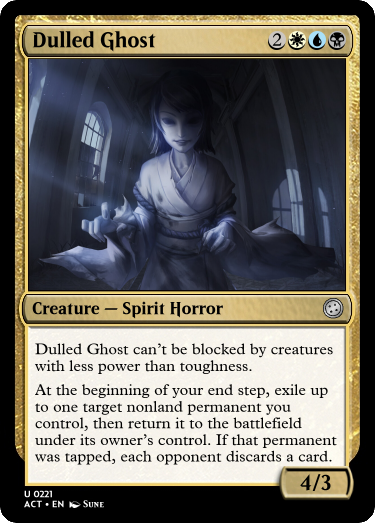 Dulled Ghost 2
Creature — Spirit Horror
Dulled Ghost can't be blocked by creatures
with less power than toughness.
At the beginning of your end step, exile up
to one target nonland permanent you
control, then return it to the battlefield
under its owner's control. If that permanent
was tapped, each opponent discards a card.
4/3
U 0221
ACT • EN Sune